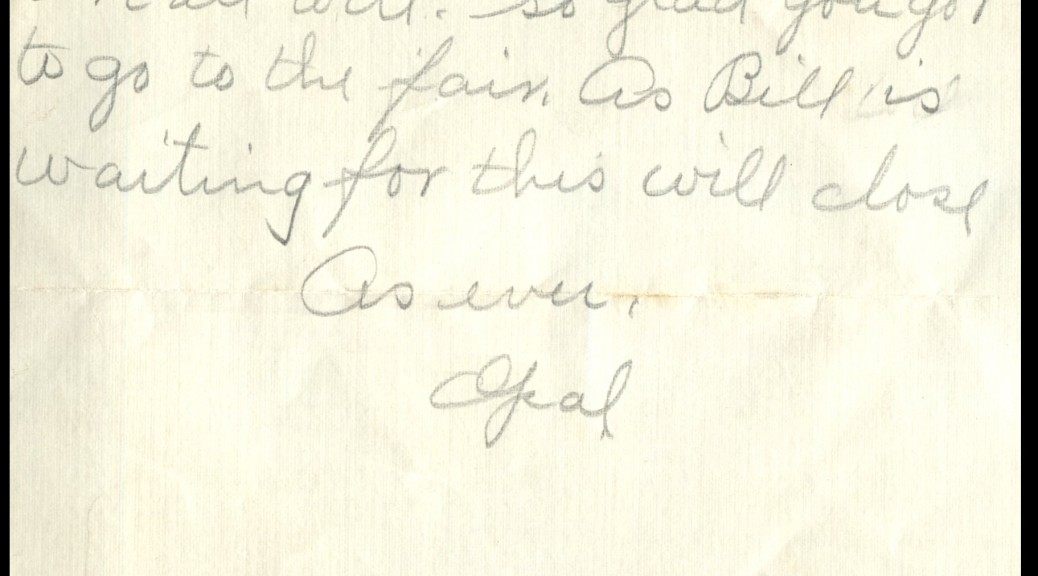 all well. So glad you got
to go to the fair. As Bill is
waiting for this will close
As ever,
Opal